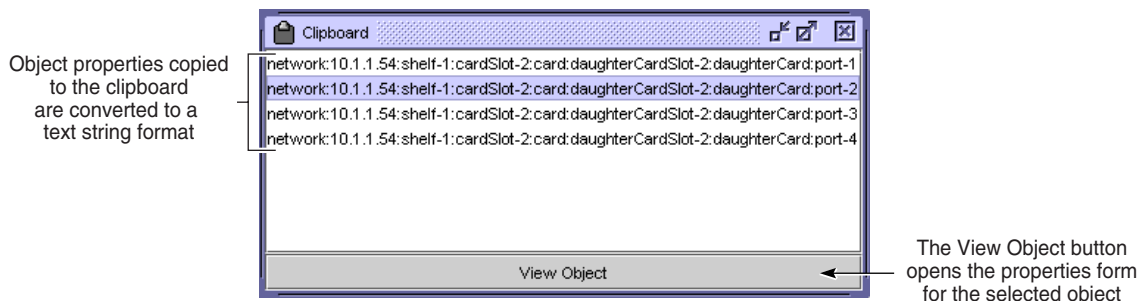 Clipboard
Object properties copied
to the clipboard
are converted to a
text string format
network:10.1.1.54:shelf-1:cardSlot-2:card:daughterCardSlot-2:daughterCard:port-1
network:10.1.1.54:shelf-1:cardSlot-2:card:daughterCardSlot-2:daughterCard:port-2
network:10.1.1.54:shelf-1:cardSlot-2:card:daughterCardSlot-2:daughterCard:port-3
network:10.1.1.54:shelf-1:cardSlot-2:card:daughterCardSlot-2:daughterCard:port-4
View Object
The View Object button
opens the properties form
for the selected object